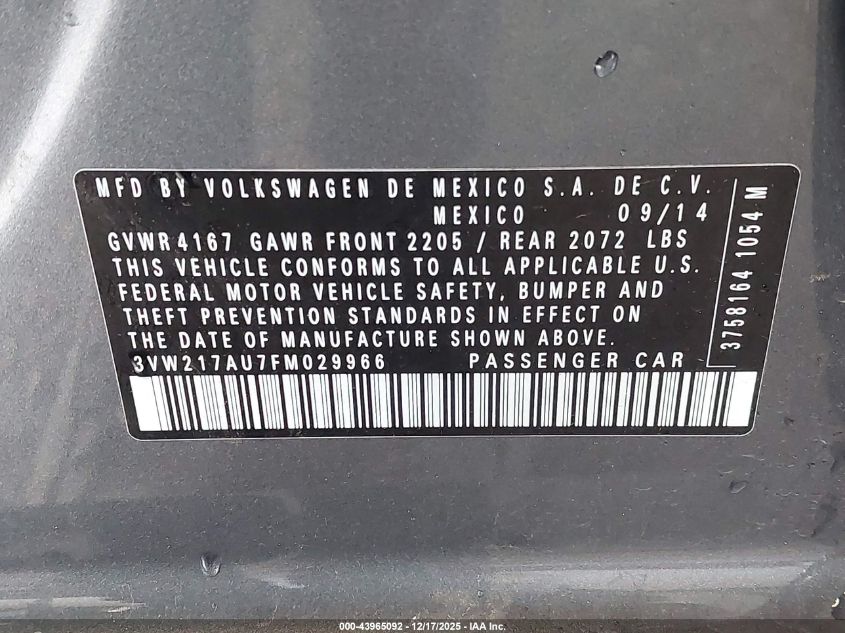 MFD BY VOLKSWAGEN DE MEXICO S.A. DE C.V.
MEXICO 09/14
GVWR 4167 GAWR FRONT 2205 / REAR 2072 LBS
THIS VEHICLE CONFORMS TO ALL APPLICABLE U.S.
FEDERAL MOTOR VEHICLE SAFETY, BUMPER AND
THEFT PREVENTION STANDARDS IN EFFECT ON
THE DATE OF MANUFACTURE SHOWN ABOVE.
3VW217AU7FM029966 PASSENGER CAR
3758164 1054 M
000-43965092 - 12/17/2025 - IAA Inc.